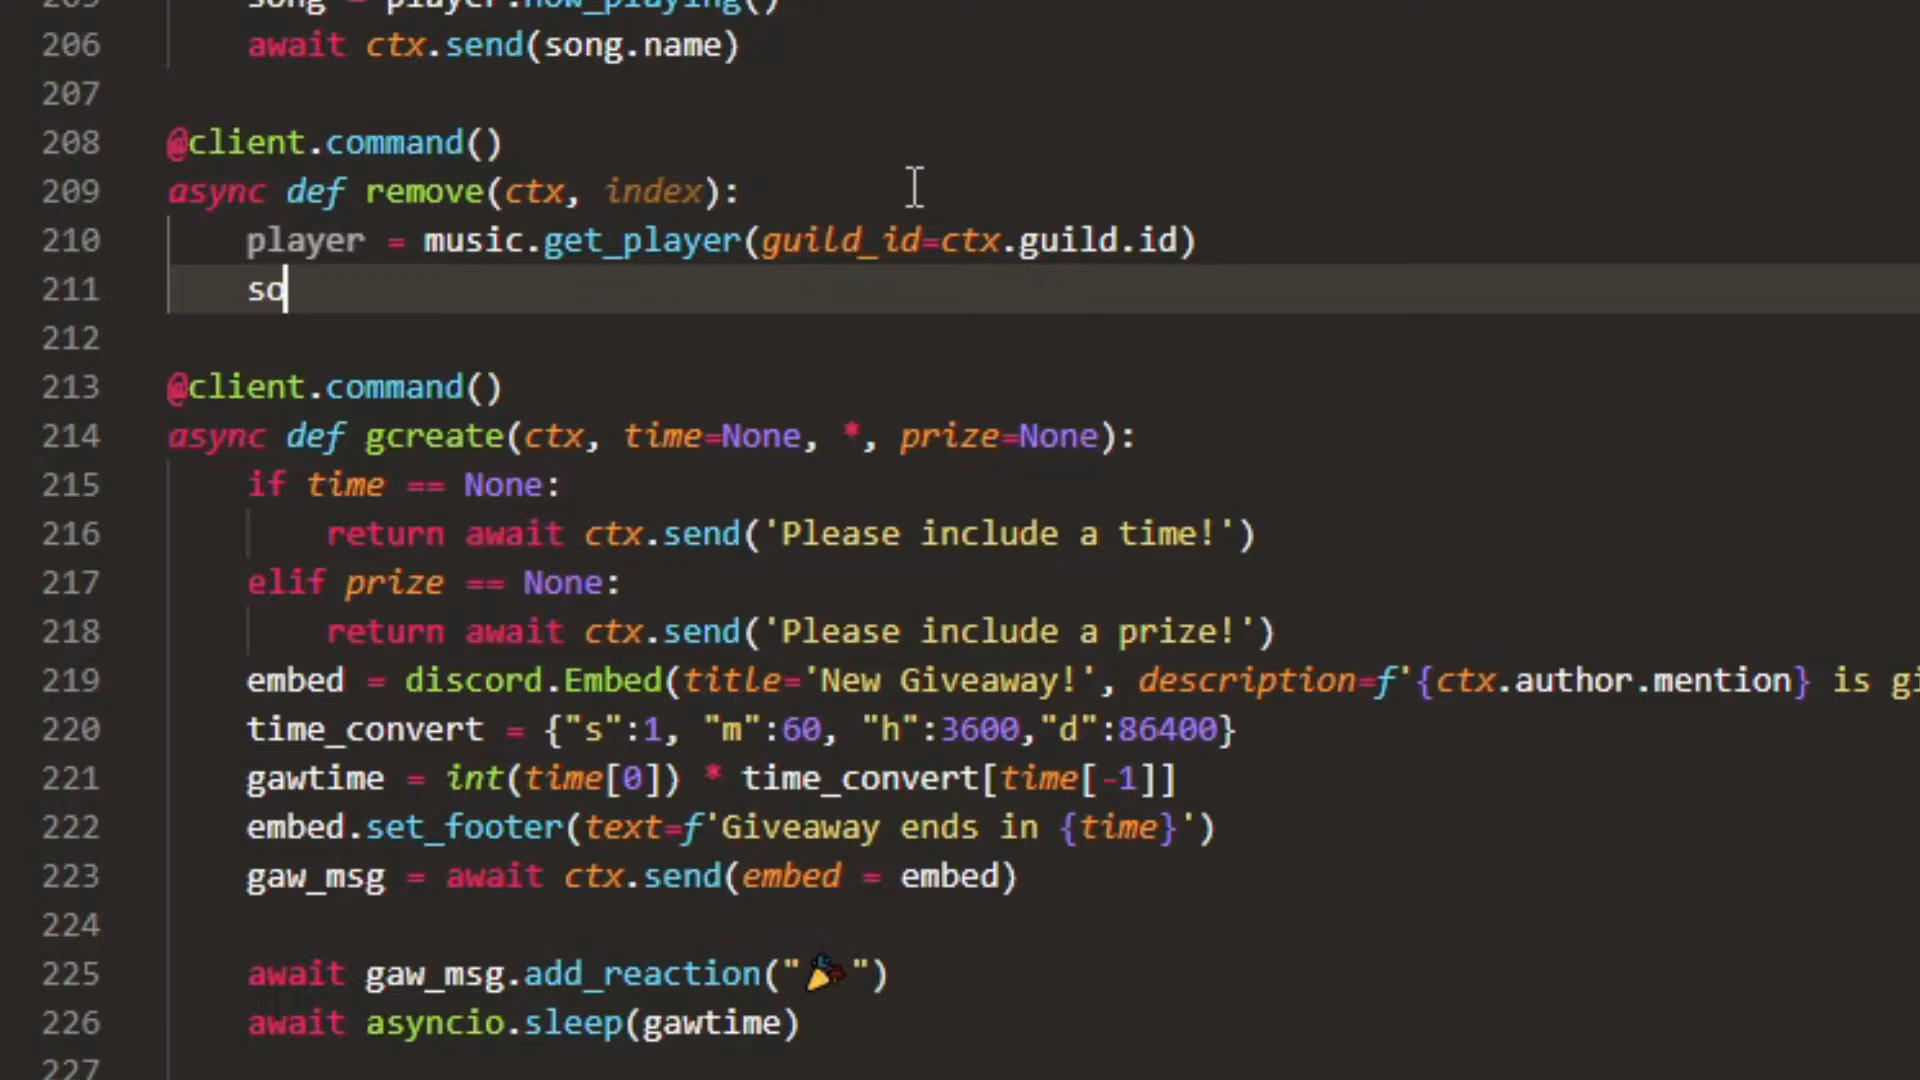 205 song = player.now_playing()
206 await ctx.send(song.name)
207
208 @client.command()
209 async def remove(ctx, index):
210 player = music.get_player(guild_id=ctx.guild.id)
211 so
212
213 @client.command()
214 async def gcreate(ctx, time=None, *, prize=None):
215 if time == None:
216 return await ctx.send('Please include a time!')
217 elif prize == None:
218 return await ctx.send('Please include a prize!')
219 embed = discord.Embed(title='New Giveaway!', description=f'{ctx.author.mention} is gi
220 time_convert = {"s":1, "m":60, "h":3600,"d":86400}
221 gawtime = int(time[0]) * time_convert[time[-1]]
222 embed.set_footer(text=f'Giveaway ends in {time}')
223 gaw_msg = await ctx.send(embed = embed)
224
225 await gaw_msg.add_reaction("🎉")
226 await asyncio.sleep(gawtime)
227